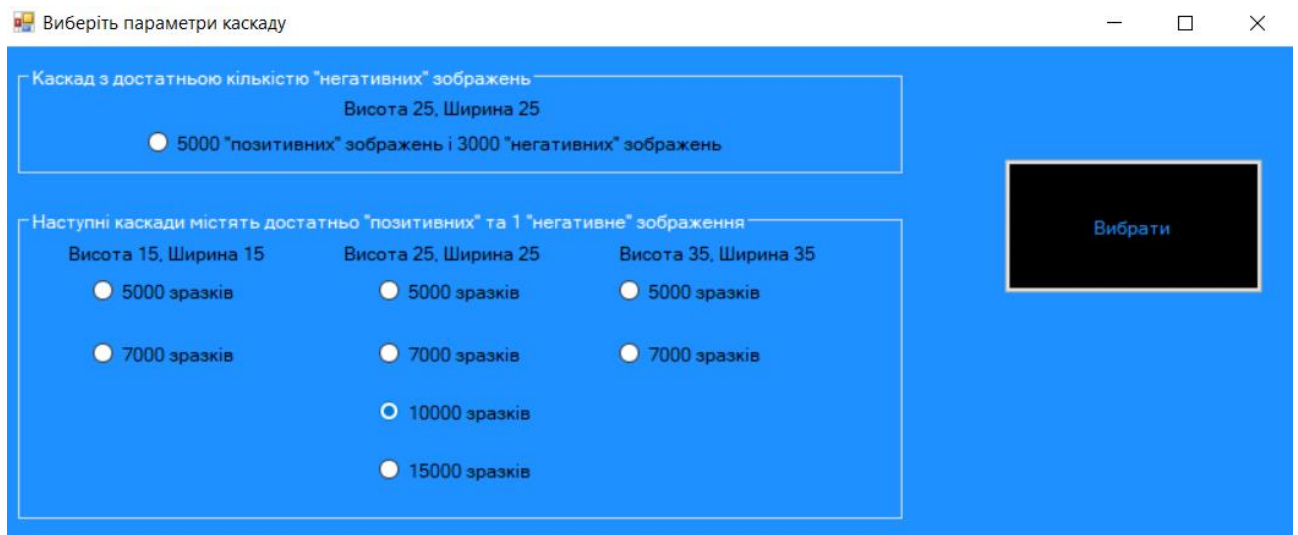 Виберіть параметри каскаду
Каскад з достатньою кількістю "негативних" зображень
Висота 25, Ширина 25
5000 "позитивних" зображень і 3000 "негативних" зображень
Вибрати
Наступні каскади містять достатньо "позитивних" та 1 "негативне" зображення
Висота 15, Ширина 15 Висота 25, Ширина 25 Висота 35, Ширина 35
5000 зразків 5000 зразків 5000 зразків
7000 зразків 7000 зразків 7000 зразків
10000 зразків
15000 зразків